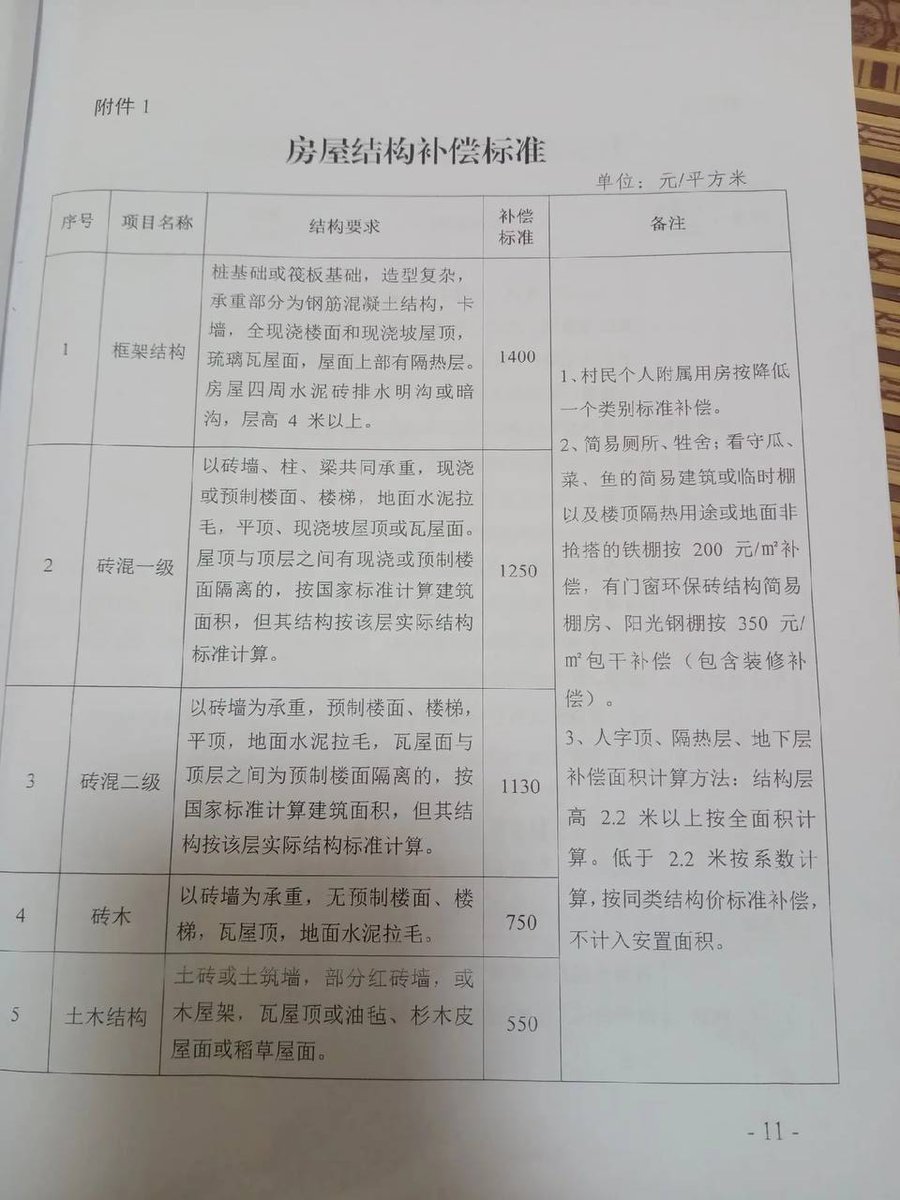 附件 1
房屋结构补偿标准
单位：元/平方米
序号 项目名称 结构要求 补偿标准 备注
1 框架结构
桩基础或筏板基础，造型复杂，
承重部分为钢筋混凝土结构，卡
墙，全现浇楼面和现浇坡屋顶，
琉璃瓦屋面，屋面上部有隔热层。
房屋四周水泥砖排水明沟或暗
沟，层高 4 米以上。
1400
2 砖混一级
以砖墙、柱、梁共同承重，现浇
或预制楼面、楼梯，地面水泥拉
毛，平顶、现浇坡屋顶或瓦屋面。
屋顶与顶层之间有现浇或预制楼
面隔离的，按国家标准计算建筑
面积，但其结构按该层实际结构
标准计算。
1250
3 砖混二级
以砖墙为承重，预制楼面、楼梯，
平顶，地面水泥拉毛，瓦屋面与
顶层之间为预制楼面隔离的，按
国家标准计算建筑面积，但其结
构按该层实际结构标准计算。
1130
4 砖木
以砖墙为承重，无预制楼面、楼
梯，瓦屋顶，地面水泥拉毛。
750
5 土木结构
土砖或土筑墙，部分红砖墙，或
木屋架，瓦屋顶或油毡、杉木皮
屋面或稻草屋面。
550
1、村民个人附属用房按降低
一个类别标准补偿。
2、简易厕所、牲舍；看守瓜、
菜、鱼的简易建筑或临时棚
以及楼顶隔热用途或地面非
抢搭的铁棚按 200 元/㎡补
偿，有门窗环保砖结构简易
棚房、阳光钢棚按 350 元/
㎡包干补偿（包含装修补
偿）。
3、人字顶、隔热层、地下层
补偿面积计算方法：结构层
高 2.2 米以上按全面积计
算。低于 2.2 米按系数计
算，按同类结构价标准补偿，
不计入安置面积。
- 11 -